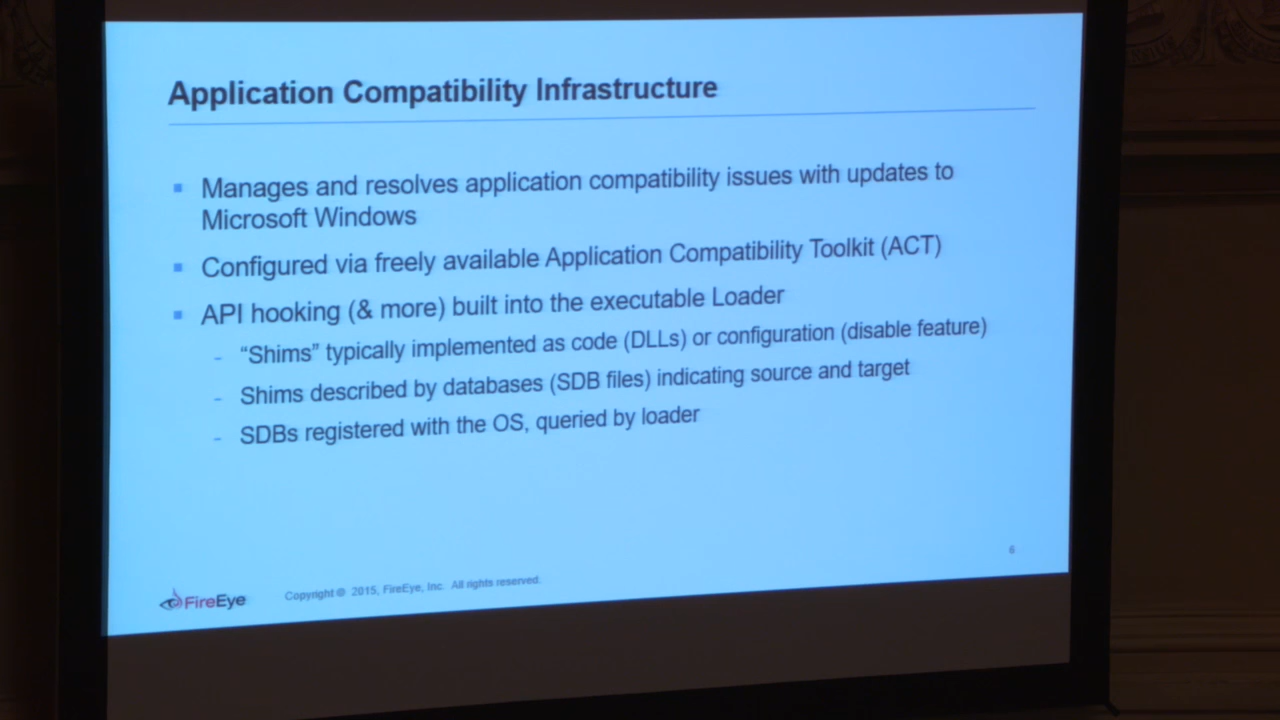 Application Compatibility Infrastructure
Manages and resolves application compatibility issues with updates to
Microsoft Windows
Configured via freely available Application Compatibility Toolkit (ACT)
API hooking (& more) built into the executable Loader
- “Shims” typically implemented as code (DLLs) or configuration (disable feature)
- Shims described by databases (SDB files) indicating source and target
- SDBs registered with the OS, queried by loader
6
FireEye
Copyright © 2015, FireEye, Inc. All rights reserved.